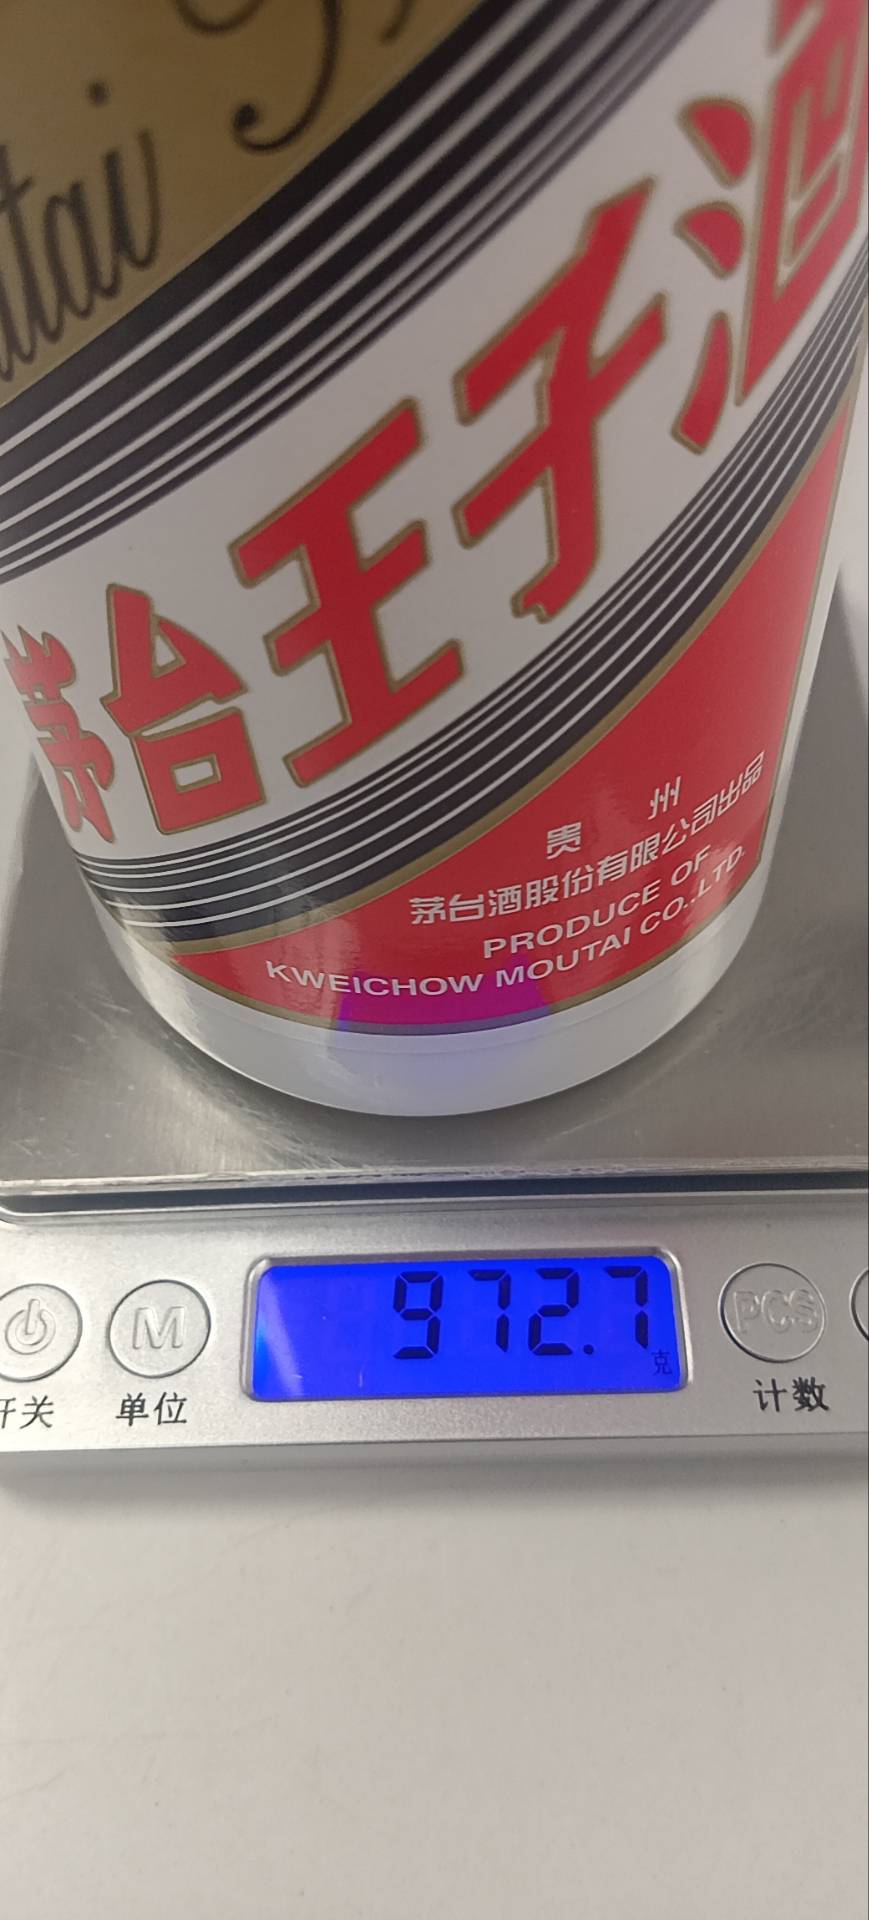 茅台王子酒
贵州
茅台酒股份有限公司出品
PRODUCE OF
KWEICHOW MOUTAI CO.,LTD.
972.7
克
M
PCS
开关
单位
计数